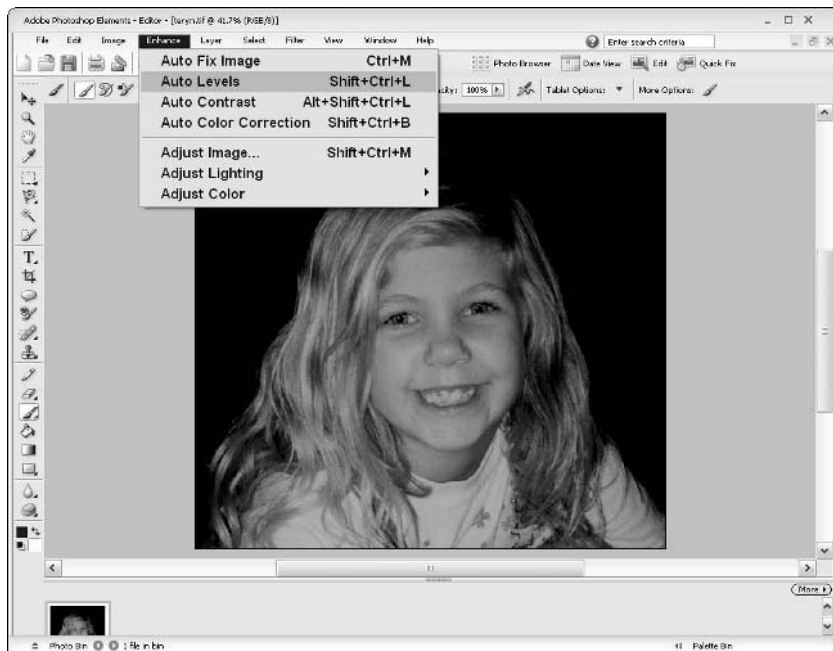 Adobe Photoshop Elements - Editor - [teryn.tif @ 41.7% (RGB/8)]
File Edit Image Enhance Layer Select Filter View Window Help
Enter search criteria
Photo Browser Date View Edit Quick Fix
100% Tablet Options: More Options:
Auto Fix Image Ctrl+M
Auto Levels Shift+Ctrl+L
Auto Contrast Alt+Shift+Ctrl+L
Auto Color Correction Shift+Ctrl+B
Adjust Image... Shift+Ctrl+M
Adjust Lighting
Adjust Color
More
Photo Bin 1 file in bin
Palette Bin